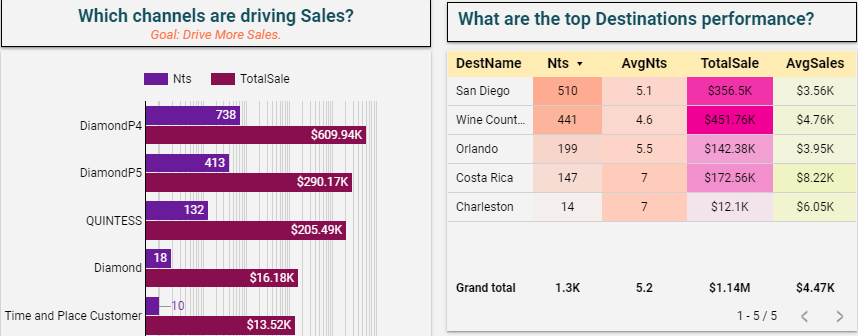 Which channels are driving Sales?
Goal: Drive More Sales.
Nts TotalSale
DiamondP4 738 $609.94K
DiamondP5 413 $290.17K
QUINTESS 132 $205.49K
Diamond 18 $16.18K
Time and Place Customer 10 $13.52K
What are the top Destinations performance?
DestName Nts AvgNts TotalSale AvgSales
San Diego 510 5.1 $356.5K $3.56K
Wine Count... 441 4.6 $451.76K $4.76K
Orlando 199 5.5 $142.38K $3.95K
Costa Rica 147 7 $172.56K $8.22K
Charleston 14 7 $12.1K $6.05K
Grand total 1.3K 5.2 $1.14M $4.47K
1 - 5 / 5